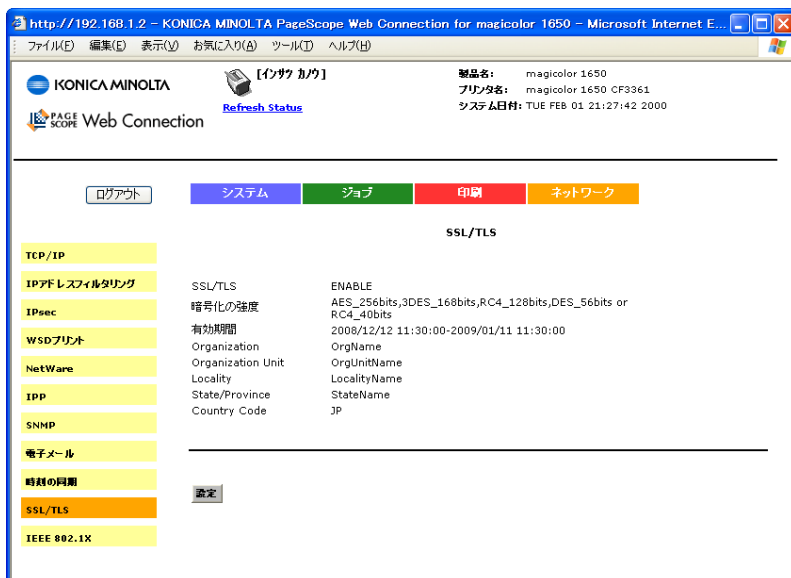 http://192.168.1.2 – KONICA MINOLTA PageScope Web Connection for magicolor 1650 – Microsoft Internet E...
ファイル(F) 編集(E) 表示(V) お気に入り(A) ツール(T) ヘルプ(H)
KONICA MINOLTA
PAGE SCOPE Web Connection
[インサツ カノウ]
Refresh Status
製品名: magicolor 1650
プリンタ名: magicolor 1650 CF3361
システム日付: TUE FEB 01 21:27:42 2000
ログアウト
システム ジョブ 印刷 ネットワーク
SSL/TLS
TCP/IP
IPアドレスフィルタリング
IPsec
WSDプリント
NetWare
IPP
SNMP
電子メール
時刻の同期
SSL/TLS
IEEE 802.1X
SSL/TLS ENABLE
暗号化の強度 AES_256bits,3DES_168bits,RC4_128bits,DES_56bits or
RC4_40bits
有効期間 2008/12/12 11:30:00-2009/01/11 11:30:00
Organization OrgName
Organization Unit OrgUnitName
Locality LocalityName
State/Province StateName
Country Code JP
設定